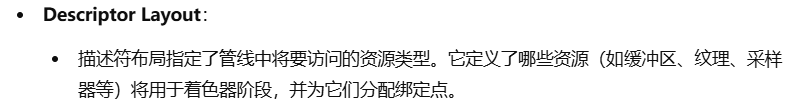 • Descriptor Layout：
• 描述符布局指定了管线中将要访问的资源类型。它定义了哪些资源（如缓冲区、纹理、采样
器等）将用于着色器阶段，并为它们分配绑定点。